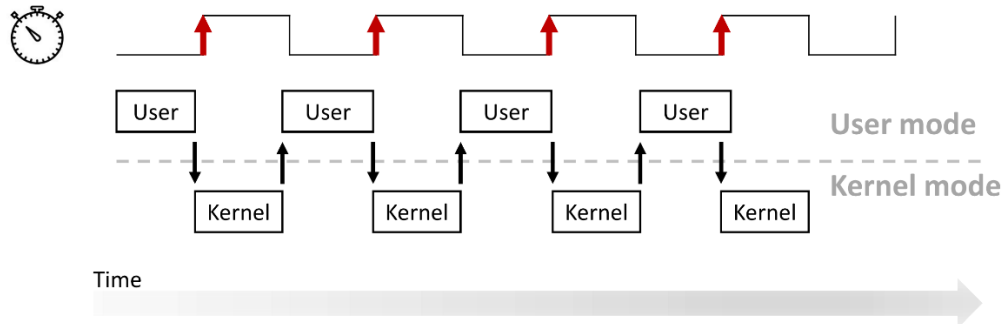 User User User User
User mode
Kernel mode
Kernel Kernel Kernel Kernel
Time